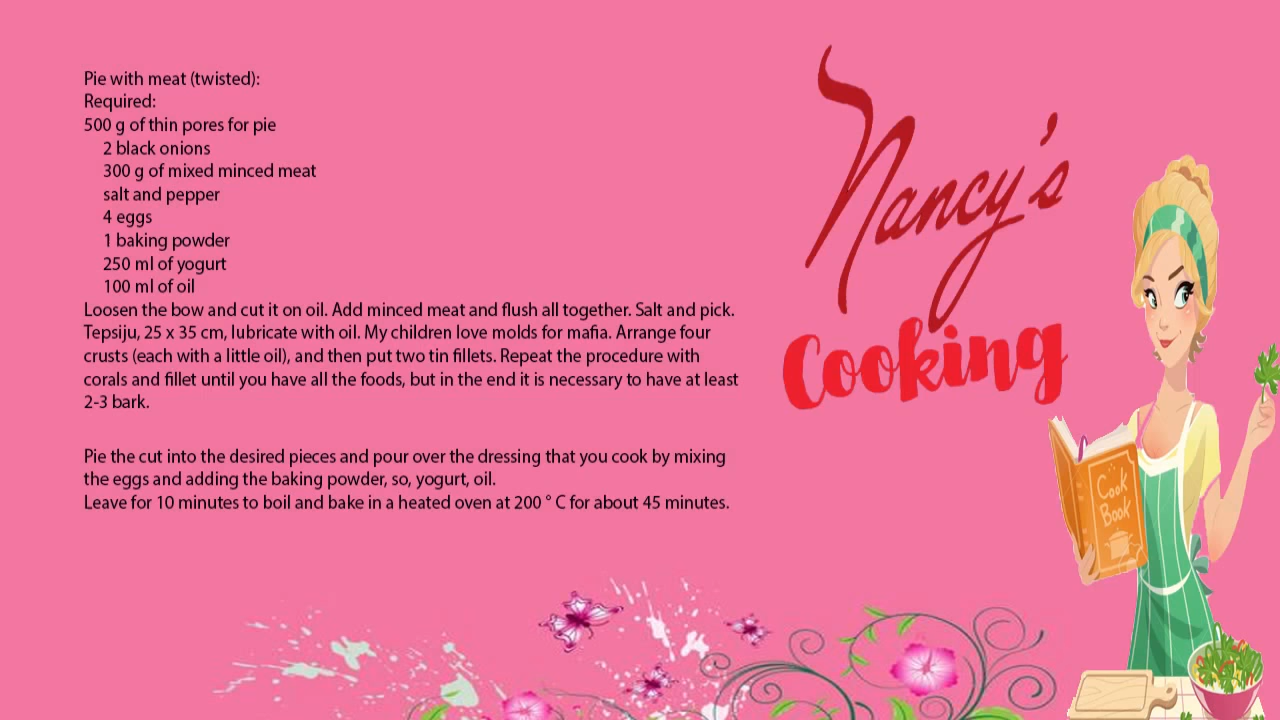 Pie with meat (twisted):
Required:
500 g of thin pores for pie
2 black onions
300 g of mixed minced meat
salt and pepper
4 eggs
1 baking powder
250 ml of yogurt
100 ml of oil
Loosen the bow and cut it on oil. Add minced meat and flush all together. Salt and pick.
Tepsiju, 25 x 35 cm, lubricate with oil. My children love molds for mafia. Arrange four
crusts (each with a little oil), and then put two tin fillets. Repeat the procedure with
corals and fillet until you have all the foods, but in the end it is necessary to have at least
2-3 bark.
Pie the cut into the desired pieces and pour over the dressing that you cook by mixing
the eggs and adding the baking powder, so, yogurt, oil.
Leave for 10 minutes to boil and bake in a heated oven at 200 ° C for about 45 minutes.
Nancy's
Cooking
Cook
Book